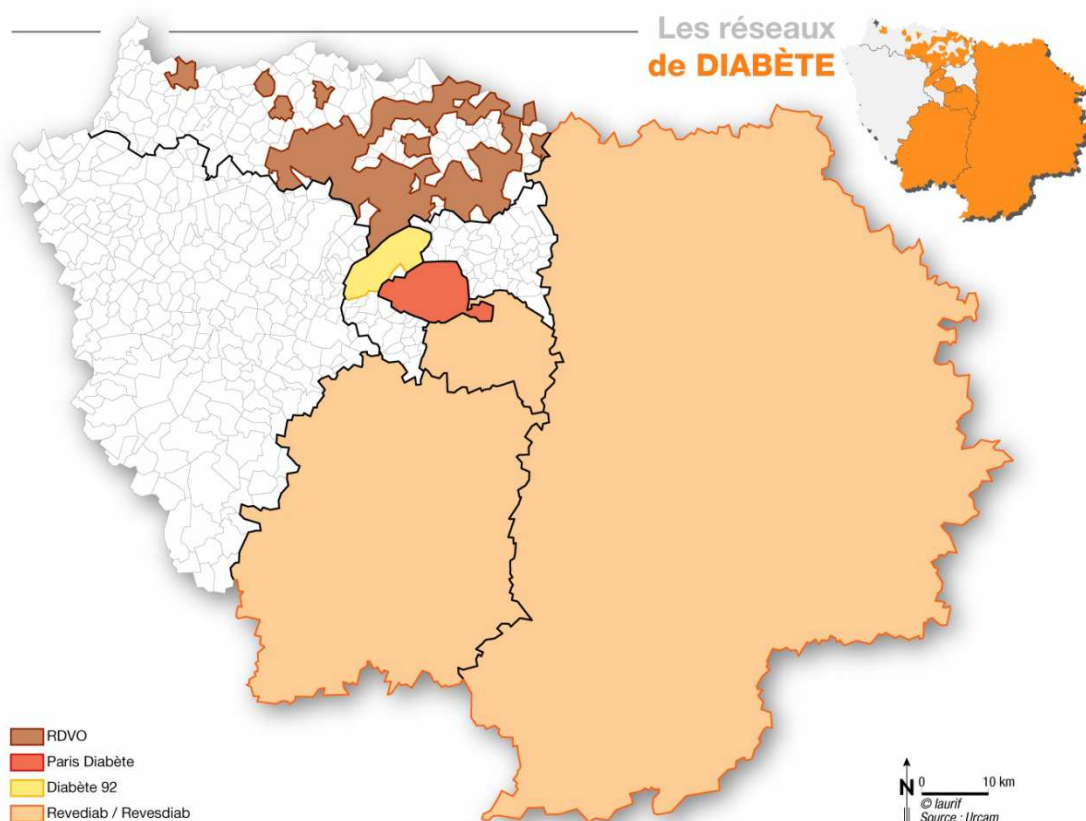 Les réseaux
de DIABÈTE
RDVO
Paris Diabète
Diabète 92
Revediab / Revesdiab
N
0 10 km
© Iaurif
Source : Urcam